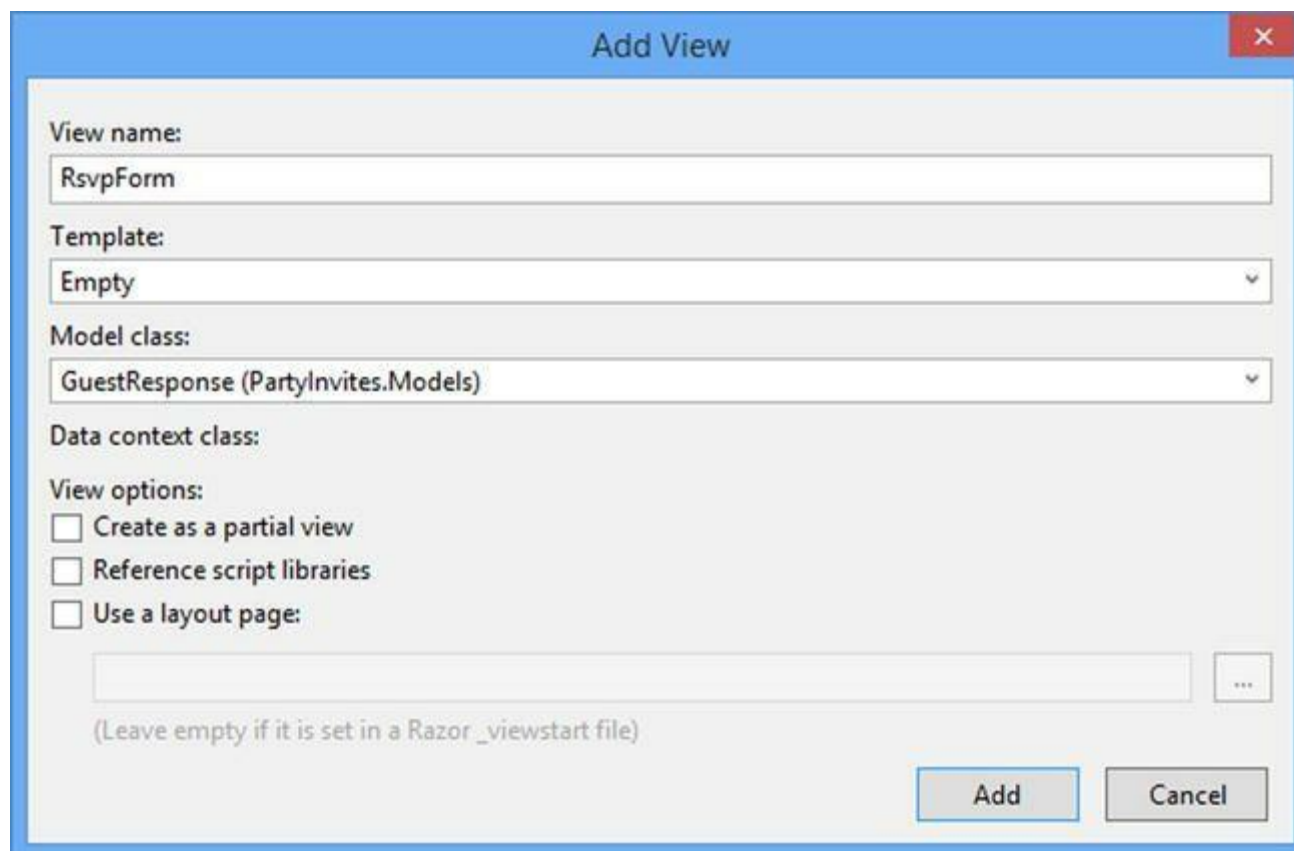 Add View
View name:
RsvpForm
Template:
Empty
Model class:
GuestResponse (PartyInvites.Models)
Data context class:
View options:
Create as a partial view
Reference script libraries
Use a layout page:
...
(Leave empty if it is set in a Razor _viewstart file)
Add Cancel